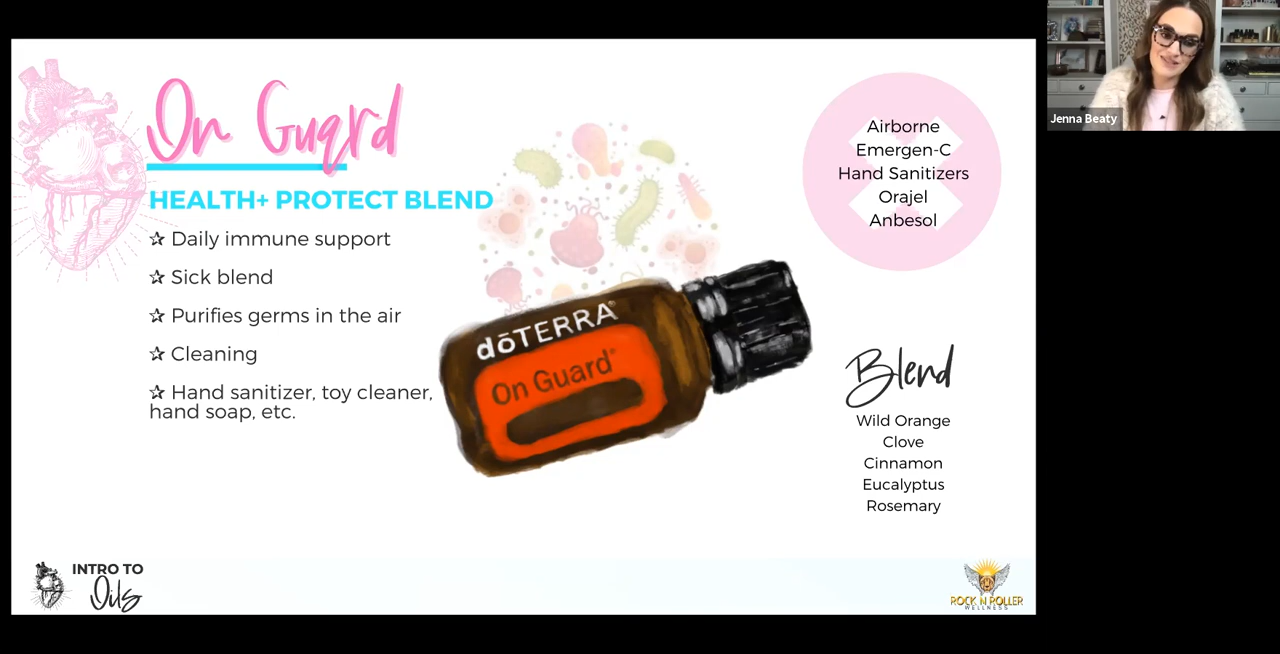 On Guard
HEALTH+ PROTECT BLEND
☆ Daily immune support
☆ Sick blend
☆ Purifies germs in the air
☆ Cleaning
☆ Hand sanitizer, toy cleaner,
hand soap, etc.
dōTERRA®
On Guard®
Airborne
Emergen-C
Hand Sanitizers
Orajel
Anbesol
Blend
Wild Orange
Clove
Cinnamon
Eucalyptus
Rosemary
INTRO TO
Oils
ROCK N ROLLER
WELLNESS
Jenna Beaty